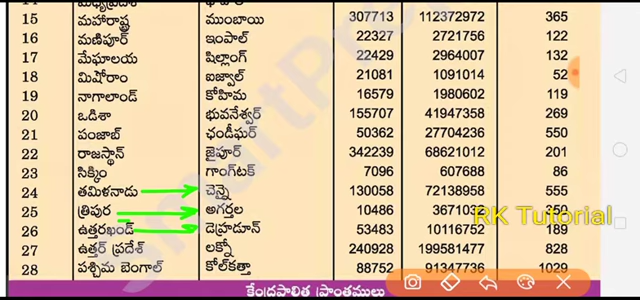 15 మహారాష్ట్ర ముంబాయి 307713 112372972 365
16 మణిపూర్ ఇంపాల్ 22327 2721756 122
17 మేఘాలయ షిల్లాంగ్ 22429 2964007 132
18 మిషోరాం ఐజ్వాల్ 21081 1091014 52
19 నాగాలాండ్ కోహిమ 16579 1980602 119
20 ఒడిశా భువనేశ్వర్ 155707 41947358 269
21 పంజాబ్ ఛండీఘర్ 50362 27704236 550
22 రాజస్థాన్ జైపూర్ 342239 68621012 201
23 సిక్కిం గాంగ్‌టక్ 7096 607688 86
24 తమిళనాడు చెన్నై 130058 72138958 555
25 త్రిపుర అగర్తల 10486 3671032 350
RK Tutorial
26 ఉత్తరఖండ్ డెహ్రడూన్ 53483 10116752 189
27 ఉత్తర్ ప్రదేశ్ లక్నో 240928 199581477 828
28 పశ్చిమ బెంగాల్ కోల్‌కత్తా 88752 91347736 1029
కేంద్రపాలిత ప్రాంతములు